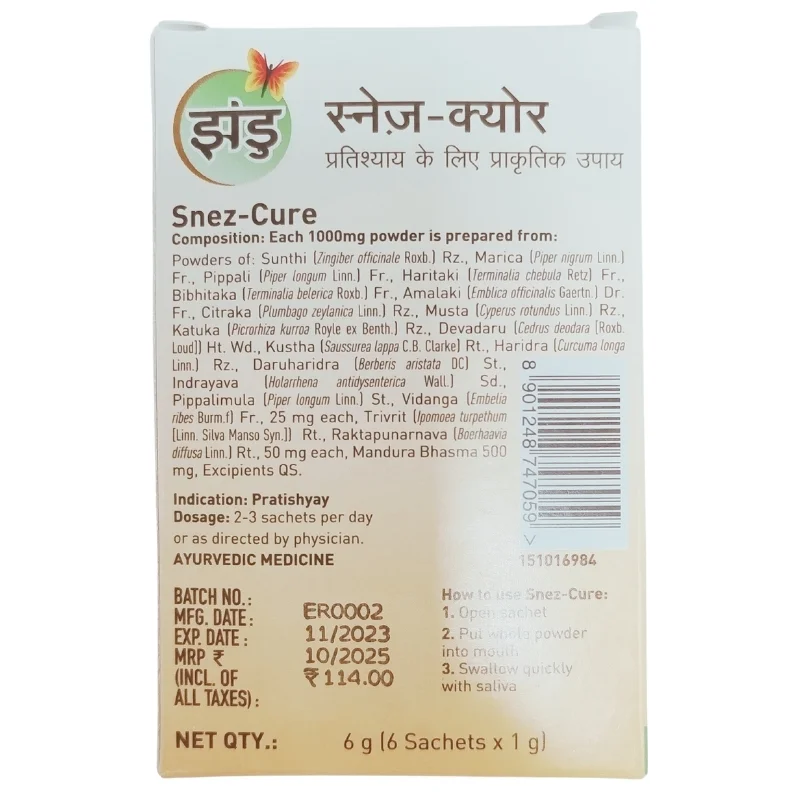 झंडु
स्नेज़-क्योर
प्रतिश्याय के लिए प्राकृतिक उपाय
Snez-Cure
Composition: Each 1000mg powder is prepared from:
Powders of: Sunthi (Zingiber officinale Roxb.) Rz., Marica (Piper nigrum Linn.)
Fr., Pippali (Piper longum Linn.) Fr., Haritaki (Terminalia chebula Retz) Fr.,
Bibhitaka (Terminalia belerica Roxb.) Fr., Amalaki (Emblica officinalis Gaertn.) Dr.
Fr., Citraka (Plumbago zeylanica Linn.) Rz., Musta (Cyperus rotundus Linn.) Rz.,
Katuka (Picrorhiza kurroa Royle ex Benth.) Rz., Devadaru (Cedrus deodara [Roxb.
Loud]) Ht. Wd., Kustha (Saussurea lappa C.B. Clarke) Rt., Haridra (Curcuma longa
Linn.) Rz., Daruharidra (Berberis aristata DC) St.,
Indrayava (Holarrhena antidysenterica Wall.) Sd.,
Pippalimula (Piper longum Linn.) St., Vidanga (Embelia
ribes Burm.f) Fr., 25 mg each, Trivrit (Ipomoea turpethum
[Linn. Silva Manso Syn.]) Rt., Raktapunarnava (Boerhaavia
diffusa Linn.) Rt., 50 mg each, Mandura Bhasma 500
mg, Excipients QS.
8 901248 747059 >
151016984
Indication: Pratishyay
Dosage: 2-3 sachets per day
or as directed by physician.
AYURVEDIC MEDICINE
BATCH NO.: ER0002
MFG. DATE: 11/2023
EXP. DATE: 10/2025
MRP ₹ ₹114.00
(INCL. OF
ALL TAXES):
How to use Snez-Cure:
1. Open sachet
2. Put whole powder
into mouth
3. Swallow quickly
with saliva
NET QTY.: 6 g (6 Sachets x 1 g)